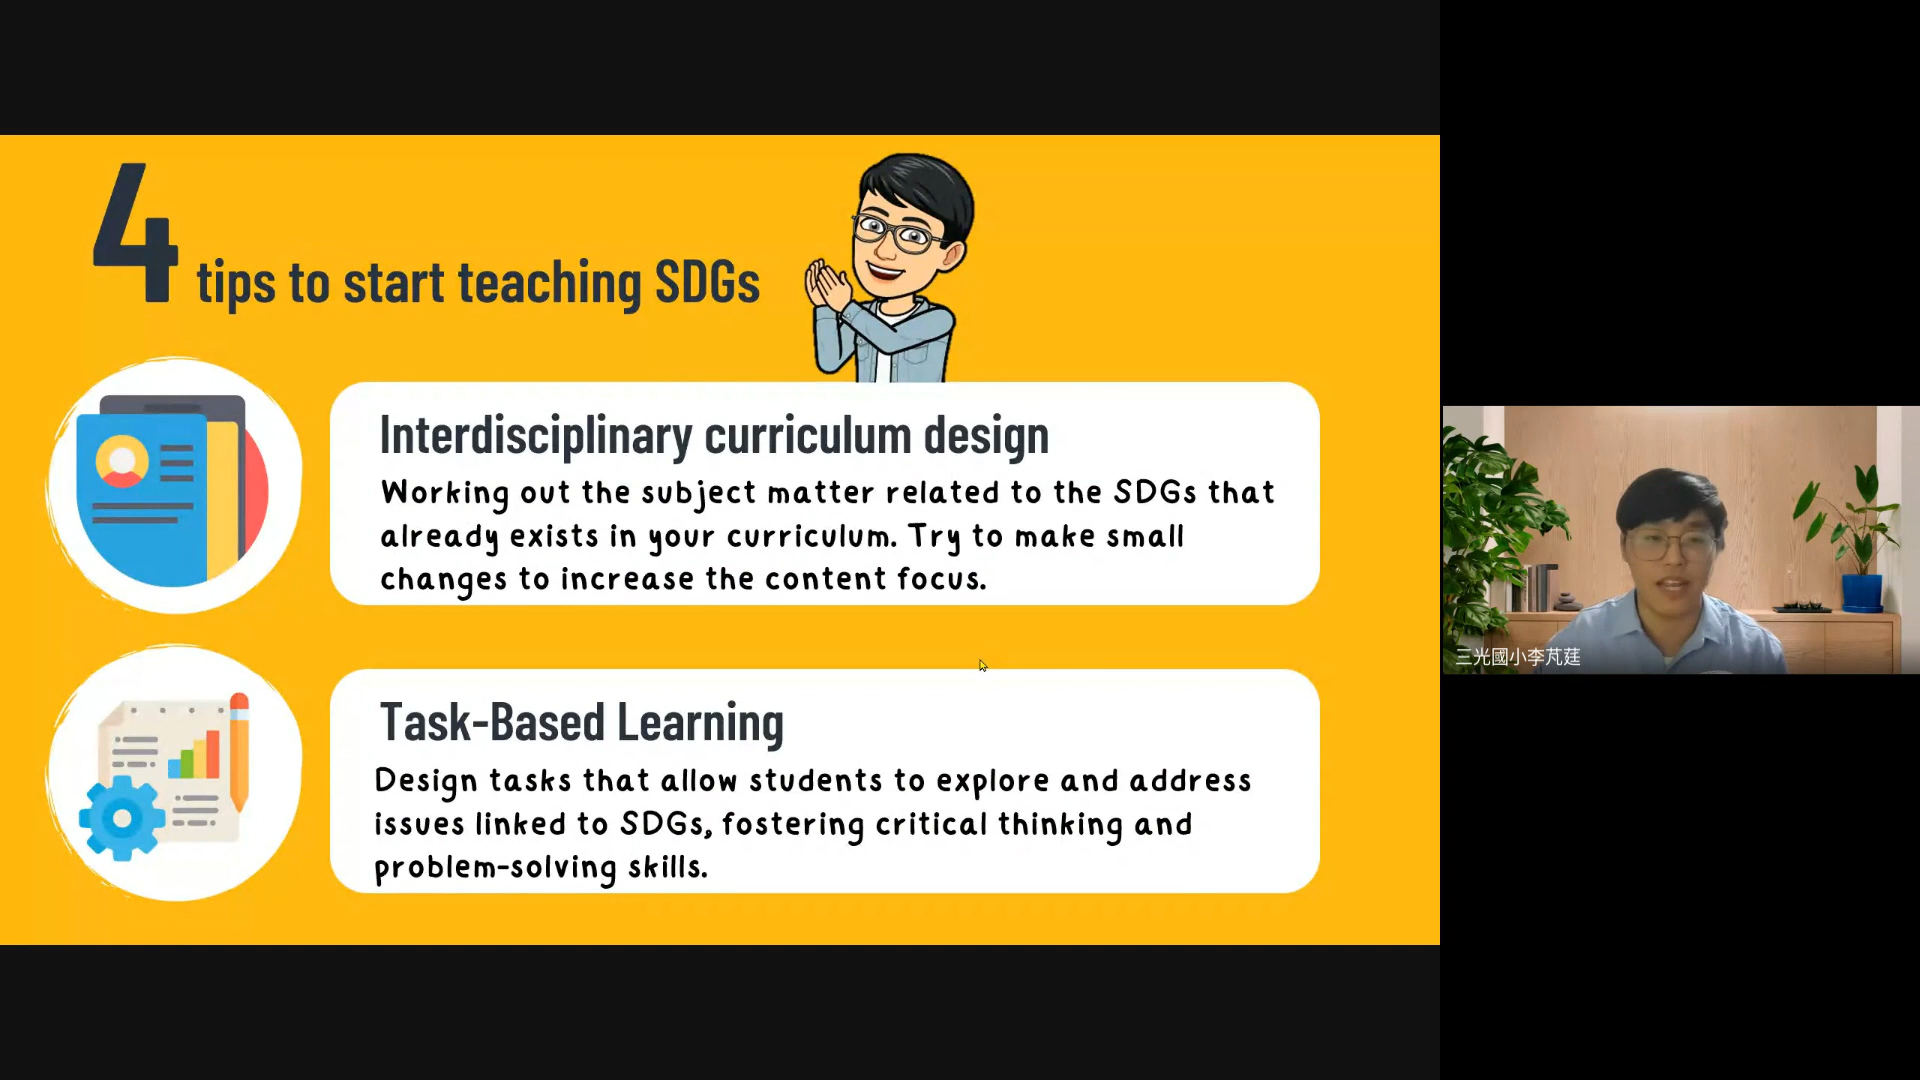 4 tips to start teaching SDGs
Interdisciplinary curriculum design
Working out the subject matter related to the SDGs that
already exists in your curriculum. Try to make small
changes to increase the content focus.
Task-Based Learning
Design tasks that allow students to explore and address
issues linked to SDGs, fostering critical thinking and
problem-solving skills.
三光國小李芃莛